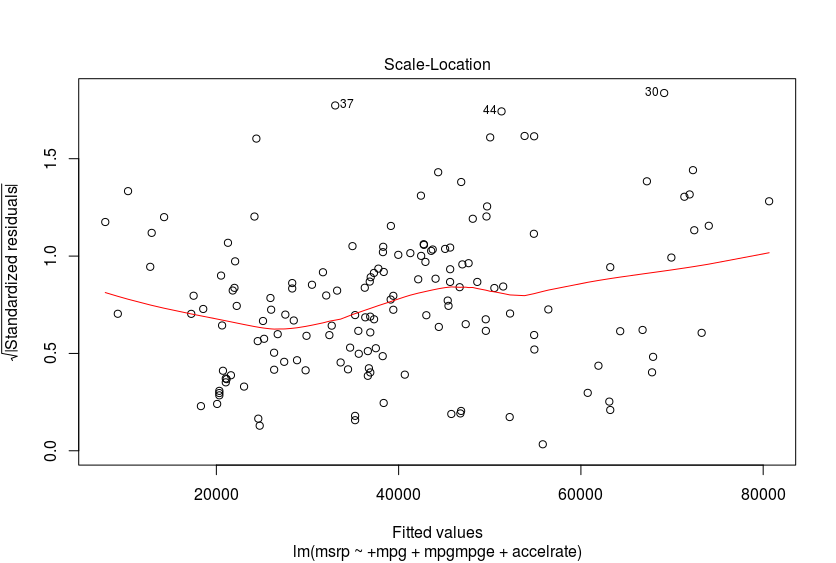 Scale-Location
√|Standardized residuals|
1.5
1.0
0.5
0.0
37
44
30
20000 40000 60000 80000
Fitted values
lm(msrp ~ +mpg + mpgmpge + accelrate)